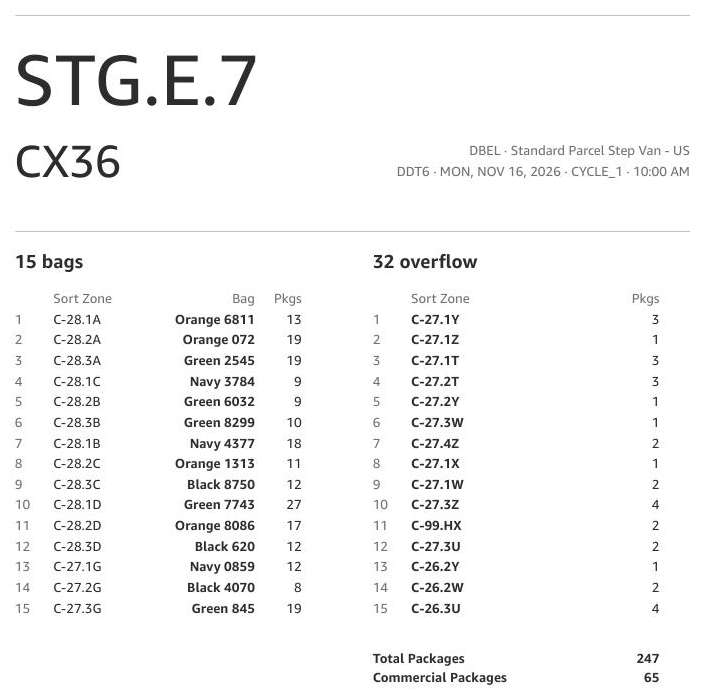 STG.E.7
CX36
DBEL · Standard Parcel Step Van - US
DDT6 · MON, NOV 16, 2026 · CYCLE_1 · 10:00 AM
15 bags
Sort Zone Bag Pkgs
1 C-28.1A Orange 6811 13
2 C-28.2A Orange 072 19
3 C-28.3A Green 2545 19
4 C-28.1C Navy 3784 9
5 C-28.2B Green 6032 9
6 C-28.3B Green 8299 10
7 C-28.1B Navy 4377 18
8 C-28.2C Orange 1313 11
9 C-28.3C Black 8750 12
10 C-28.1D Green 7743 27
11 C-28.2D Orange 8086 17
12 C-28.3D Black 620 12
13 C-27.1G Navy 0859 12
14 C-27.2G Black 4070 8
15 C-27.3G Green 845 19
32 overflow
Sort Zone Pkgs
1 C-27.1Y 3
2 C-27.1Z 1
3 C-27.1T 3
4 C-27.2T 3
5 C-27.2Y 1
6 C-27.3W 1
7 C-27.4Z 2
8 C-27.1X 1
9 C-27.1W 2
10 C-27.3Z 4
11 C-99.HX 2
12 C-27.3U 2
13 C-26.2Y 1
14 C-26.2W 2
15 C-26.3U 4
Total Packages 247
Commercial Packages 65